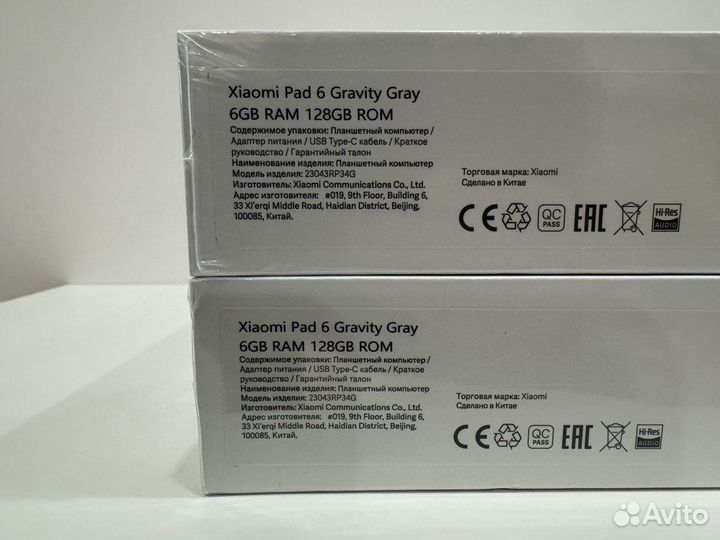 Xiaomi Pad 6 Gravity Gray
6GB RAM 128GB ROM
Содержимое упаковки: Планшетный компьютер /
Адаптер питания / USB Type-C кабель / Краткое
руководство / Гарантийный талон
Наименование изделия: Планшетный компьютер
Модель изделия: 23043RP34G
Изготовитель: Xiaomi Communications Co., Ltd.
Адрес изготовителя: #019, 9th Floor, Building 6,
33 Xi'erqi Middle Road, Haidian District, Beijing,
100085, Китай.
Торговая марка: Xiaomi
Сделано в Китае
CE QC PASS EAC Hi-Res AUDIO
Xiaomi Pad 6 Gravity Gray
6GB RAM 128GB ROM
Содержимое упаковки: Планшетный компьютер /
Адаптер питания / USB Type-C кабель / Краткое
руководство / Гарантийный талон
Наименование изделия: Планшетный компьютер
Модель изделия: 23043RP34G
Изготовитель: Xiaomi Communications Co., Ltd.
Адрес изготовителя: #019, 9th Floor, Building 6,
33 Xi'erqi Middle Road, Haidian District, Beijing,
100085, Китай.
Торговая марка: Xiaomi
Сделано в Китае
CE QC PASS EAC Hi-Res AUDIO
Avito